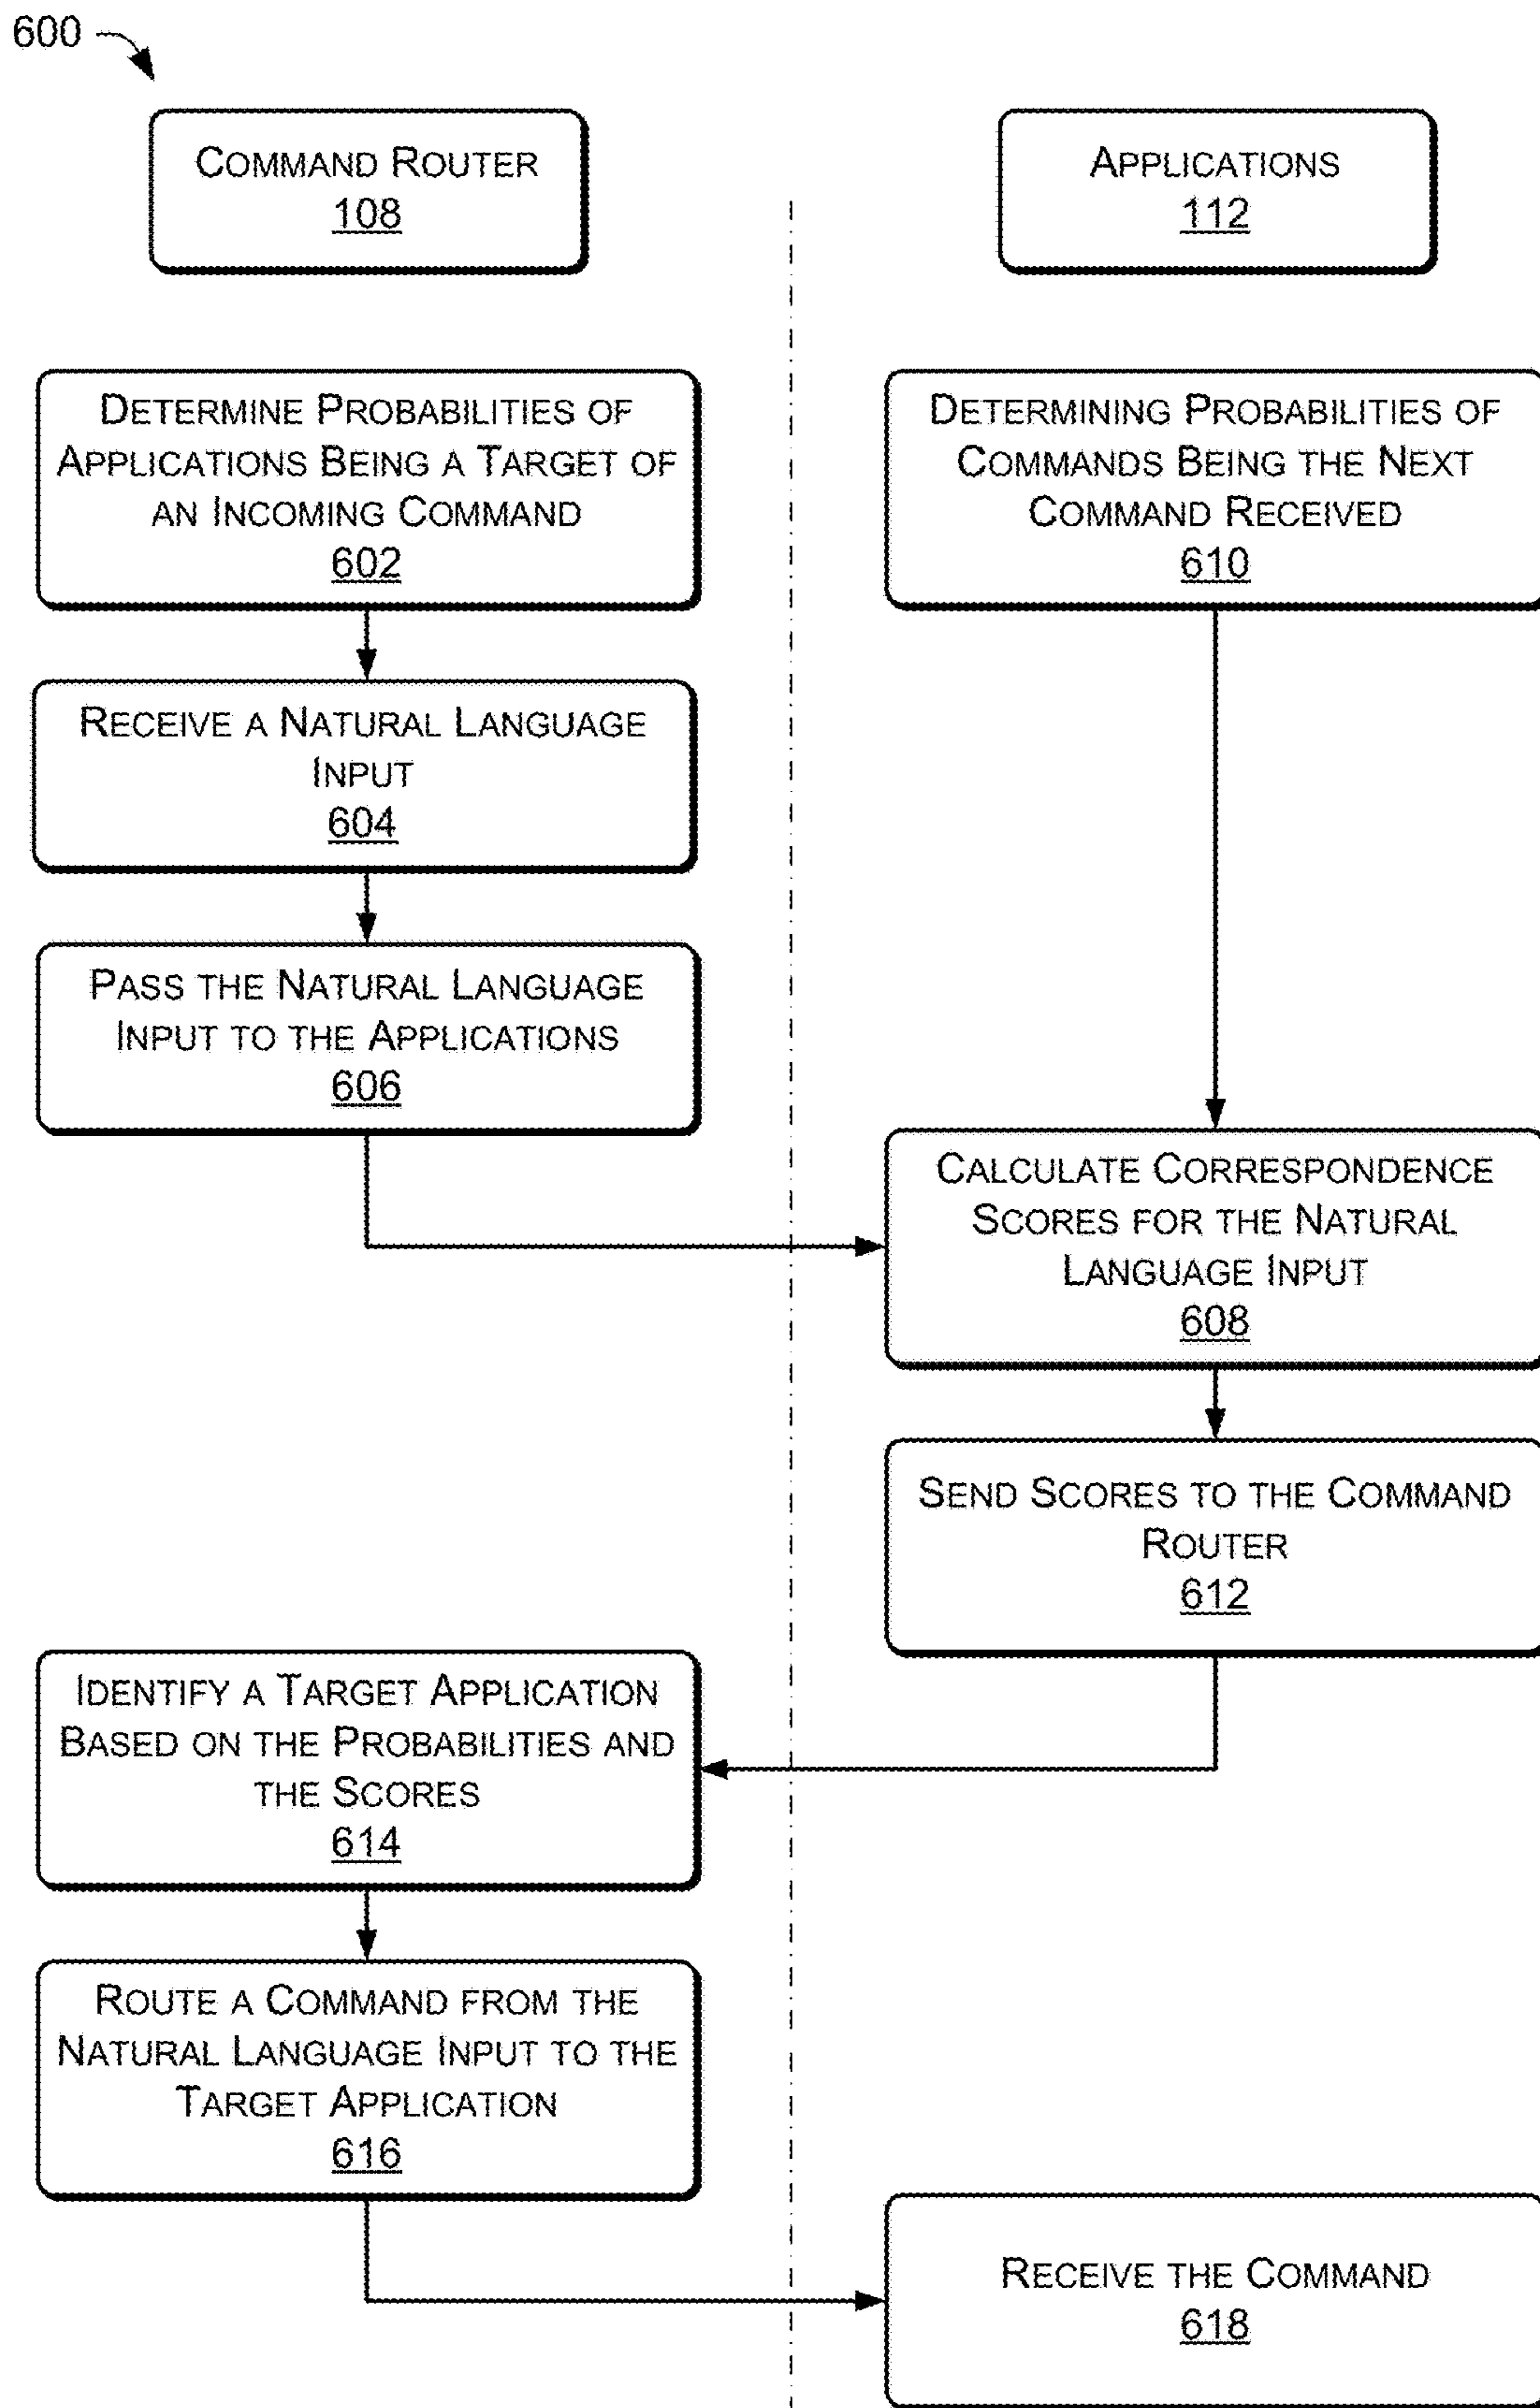 600
COMMAND ROUTER
108
APPLICATIONS
112
DETERMINE PROBABILITIES OF
APPLICATIONS BEING A TARGET OF
AN INCOMING COMMAND
602
DETERMINING PROBABILITIES OF
COMMANDS BEING THE NEXT
COMMAND RECEIVED
610
RECEIVE A NATURAL LANGUAGE
INPUT
604
PASS THE NATURAL LANGUAGE
INPUT TO THE APPLICATIONS
606
CALCULATE CORRESPONDENCE
SCORES FOR THE NATURAL
LANGUAGE INPUT
608
SEND SCORES TO THE COMMAND
ROUTER
612
IDENTIFY A TARGET APPLICATION
BASED ON THE PROBABILITIES AND
THE SCORES
614
ROUTE A COMMAND FROM THE
NATURAL LANGUAGE INPUT TO THE
TARGET APPLICATION
616
RECEIVE THE COMMAND
618